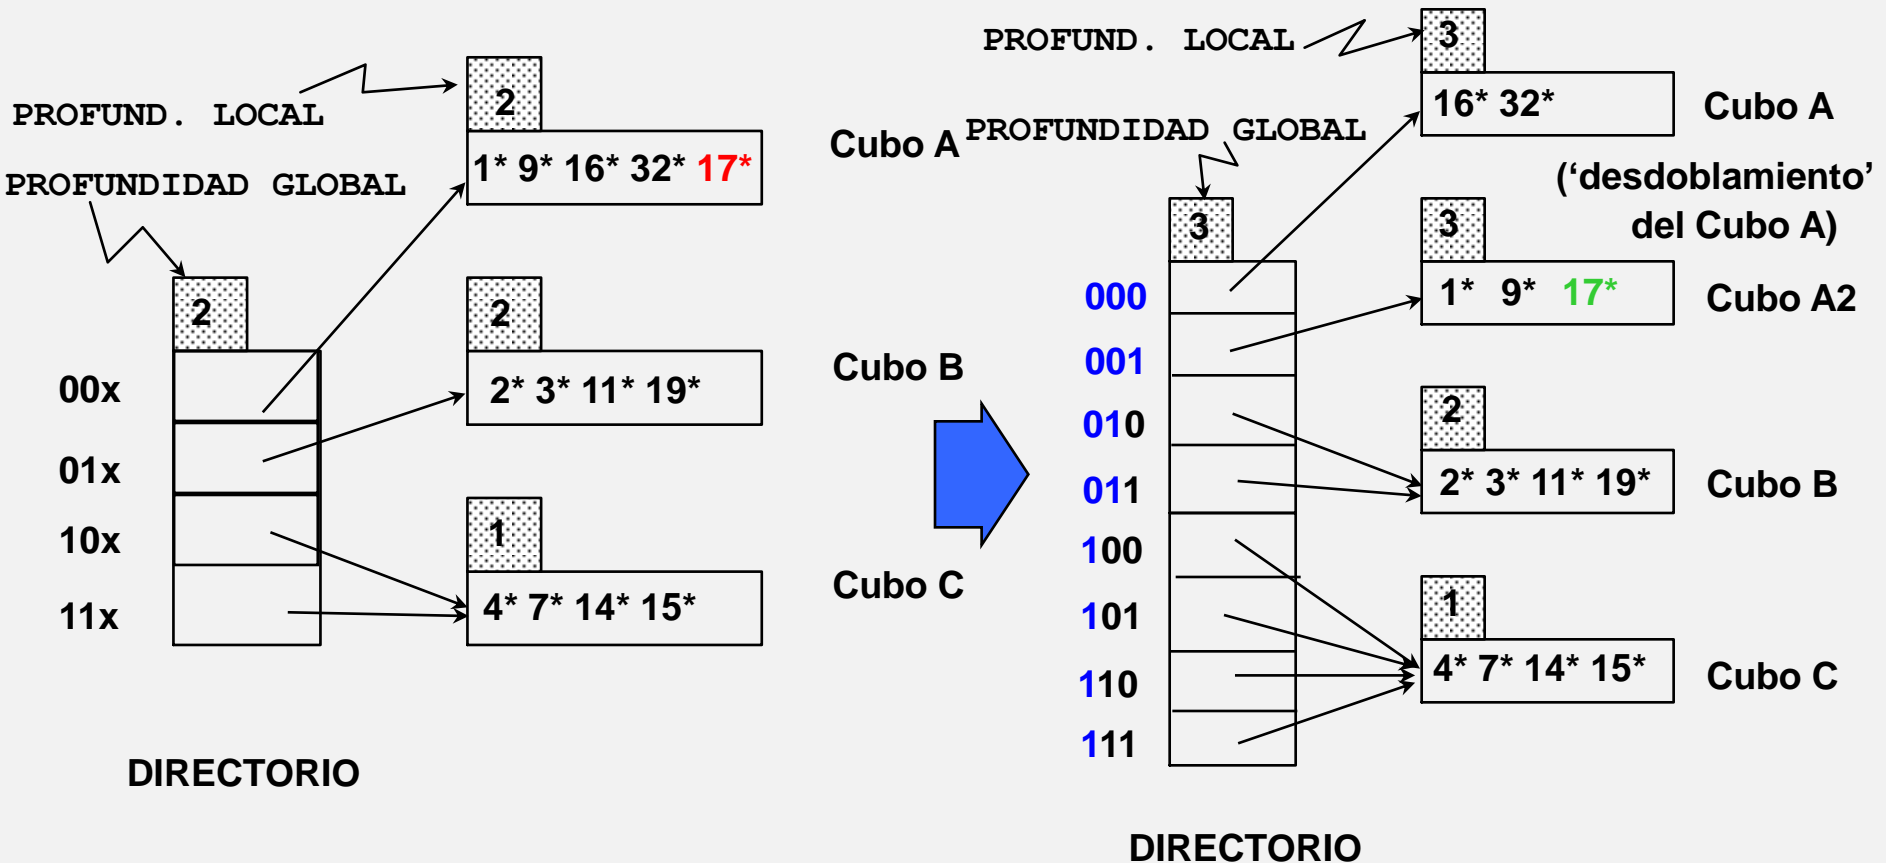 PROFUND. LOCAL
2
1* 9* 16* 32* 17*
Cubo A
PROFUNDIDAD GLOBAL
2
2
2* 3* 11* 19*
Cubo B
00x
01x
10x
11x
1
4* 7* 14* 15*
Cubo C
DIRECTORIO
PROFUND. LOCAL
3
16* 32*
Cubo A
PROFUNDIDAD GLOBAL
(‘desdoblamiento’
del Cubo A)
3
3
1* 9* 17*
Cubo A2
000
001
010
011
100
101
110
111
2
2* 3* 11* 19*
Cubo B
1
4* 7* 14* 15*
Cubo C
DIRECTORIO